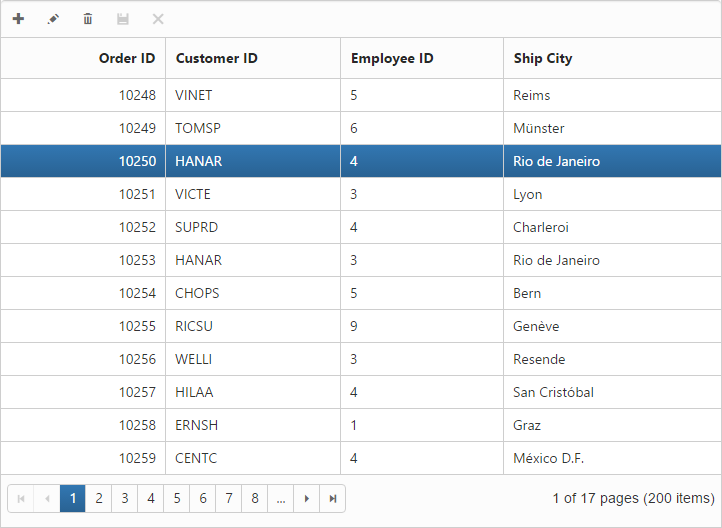 Order ID Customer ID Employee ID Ship City
10248 VINET 5 Reims
10249 TOMSP 6 Münster
10250 HANAR 4 Rio de Janeiro
10251 VICTE 3 Lyon
10252 SUPRD 4 Charleroi
10253 HANAR 3 Rio de Janeiro
10254 CHOPS 5 Bern
10255 RICSU 9 Genève
10256 WELLI 3 Resende
10257 HILAA 4 San Cristóbal
10258 ERNSH 1 Graz
10259 CENTC 4 México D.F.
1 2 3 4 5 6 7 8 ... 1 of 17 pages (200 items)